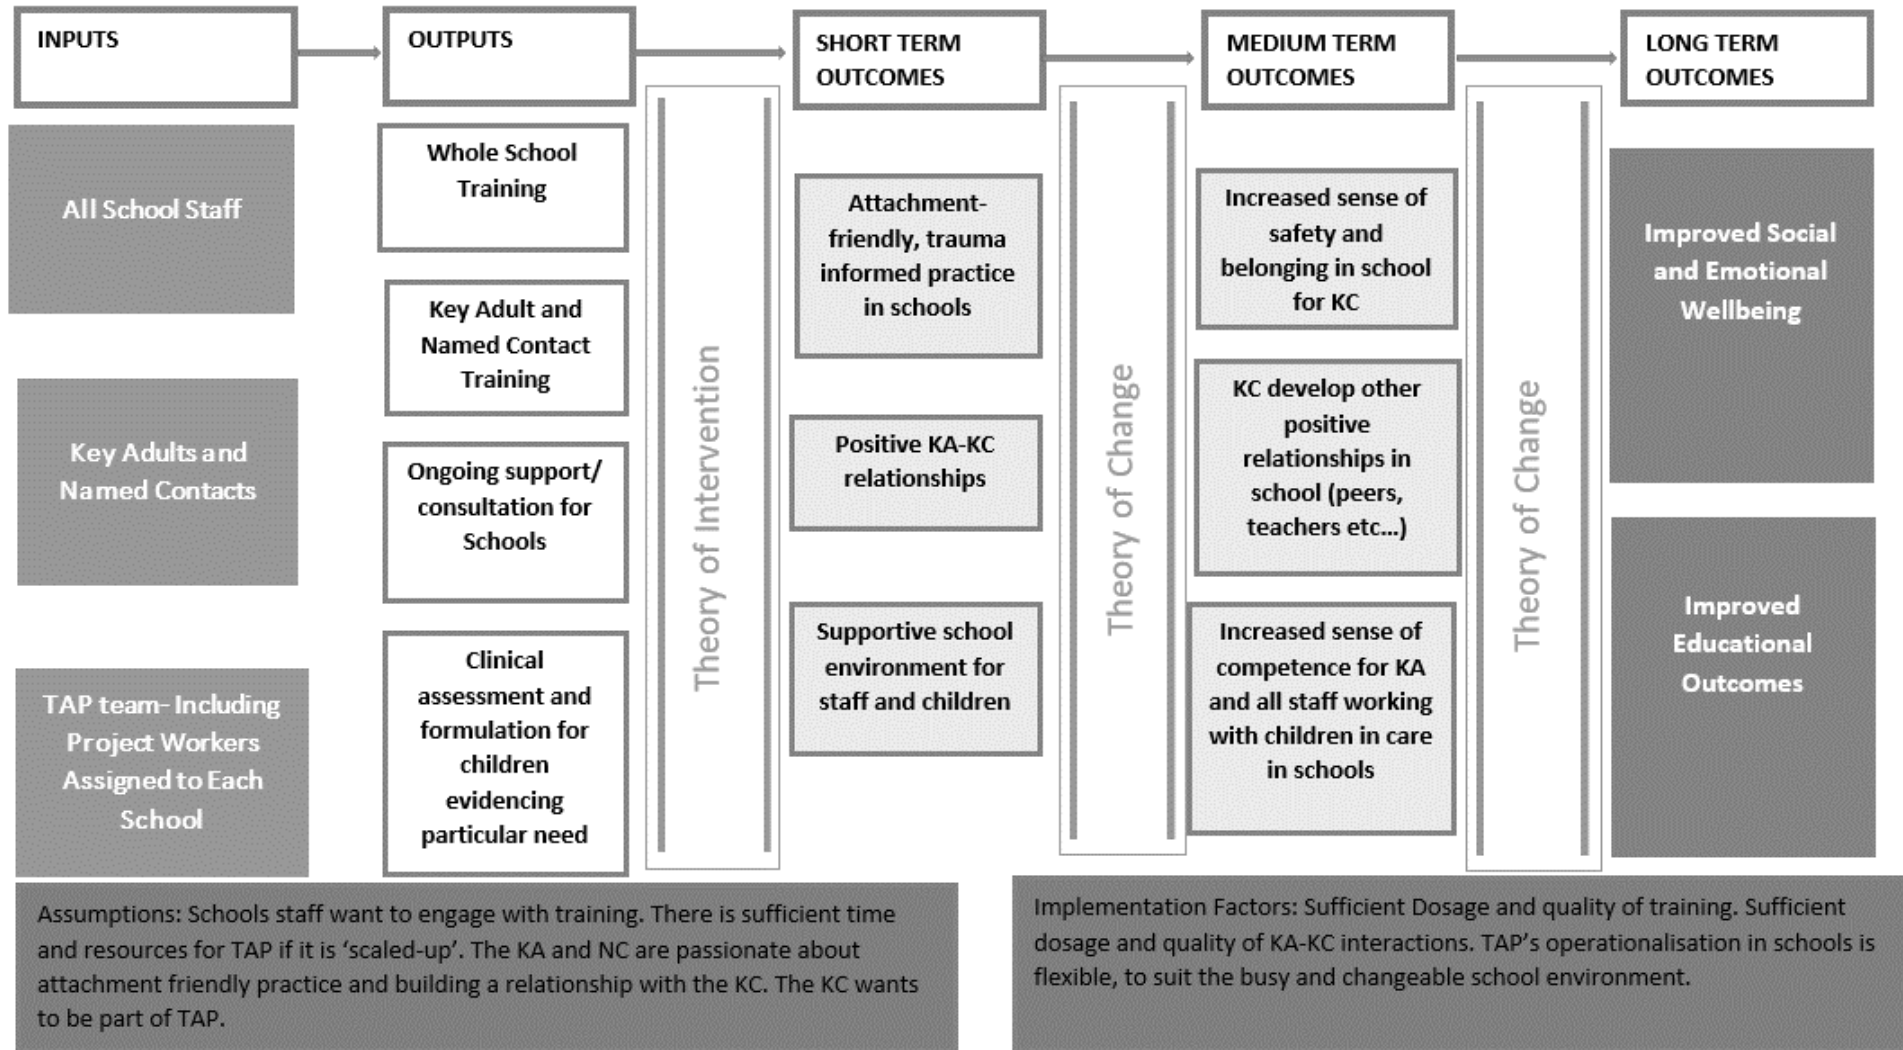 INPUTS
OUTPUTS
SHORT TERM
OUTCOMES
MEDIUM TERM
OUTCOMES
LONG TERM
OUTCOMES
All School Staff
Key Adults and
Named Contacts
TAP team- Including
Project Workers
Assigned to Each
School
Whole School
Training
Key Adult and
Named Contact
Training
Ongoing support/
consultation for
Schools
Clinical
assessment and
formulation for
children
evidencing
particular need
Theory of Intervention
Attachment-
friendly, trauma
informed practice
in schools
Positive KA-KC
relationships
Supportive school
environment for
staff and children
Theory of Change
Increased sense of
safety and
belonging in school
for KC
KC develop other
positive
relationships in
school (peers,
teachers etc...)
Increased sense of
competence for KA
and all staff working
with children in care
in schools
Theory of Change
Improved Social
and Emotional
Wellbeing
Improved
Educational
Outcomes
Assumptions: Schools staff want to engage with training. There is sufficient time
and resources for TAP if it is ‘scaled-up’. The KA and NC are passionate about
attachment friendly practice and building a relationship with the KC. The KC wants
to be part of TAP.
Implementation Factors: Sufficient Dosage and quality of training. Sufficient
dosage and quality of KA-KC interactions. TAP’s operationalisation in schools is
flexible, to suit the busy and changeable school environment.